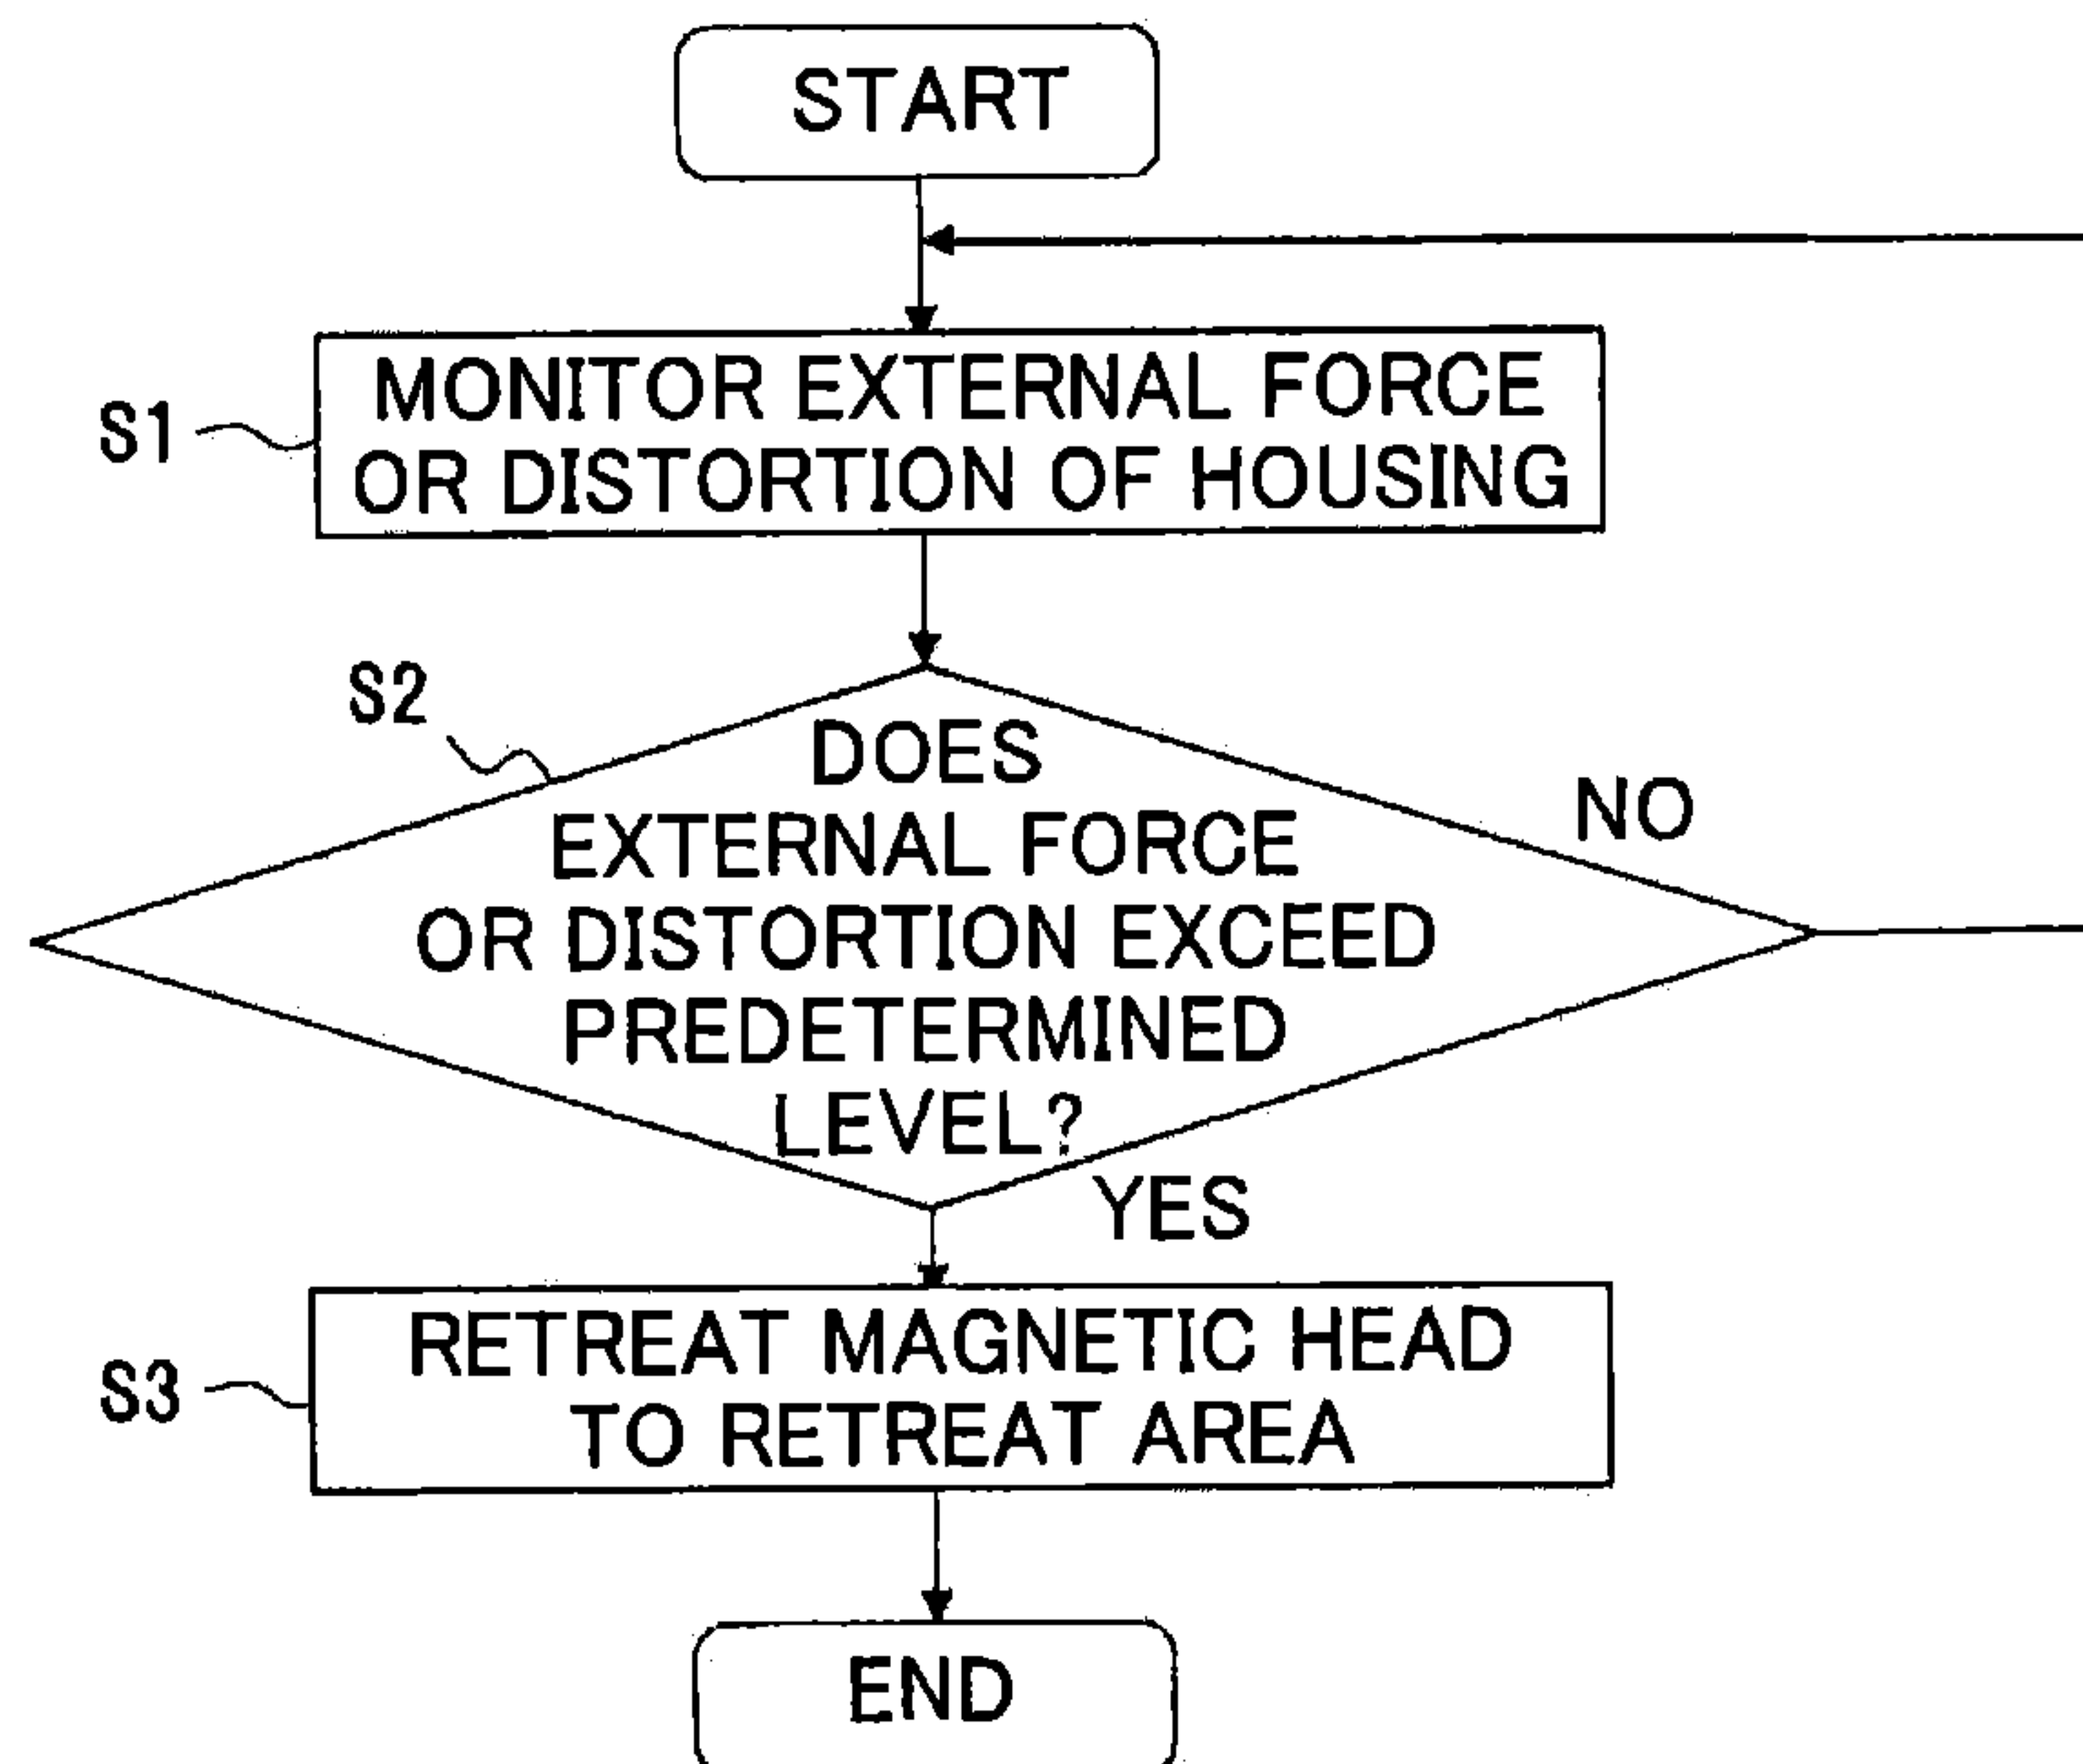 START
S1
MONITOR EXTERNAL FORCE
OR DISTORTION OF HOUSING
S2
DOES
EXTERNAL FORCE
OR DISTORTION EXCEED
PREDETERMINED
LEVEL?
NO
YES
S3
RETREAT MAGNETIC HEAD
TO RETREAT AREA
END